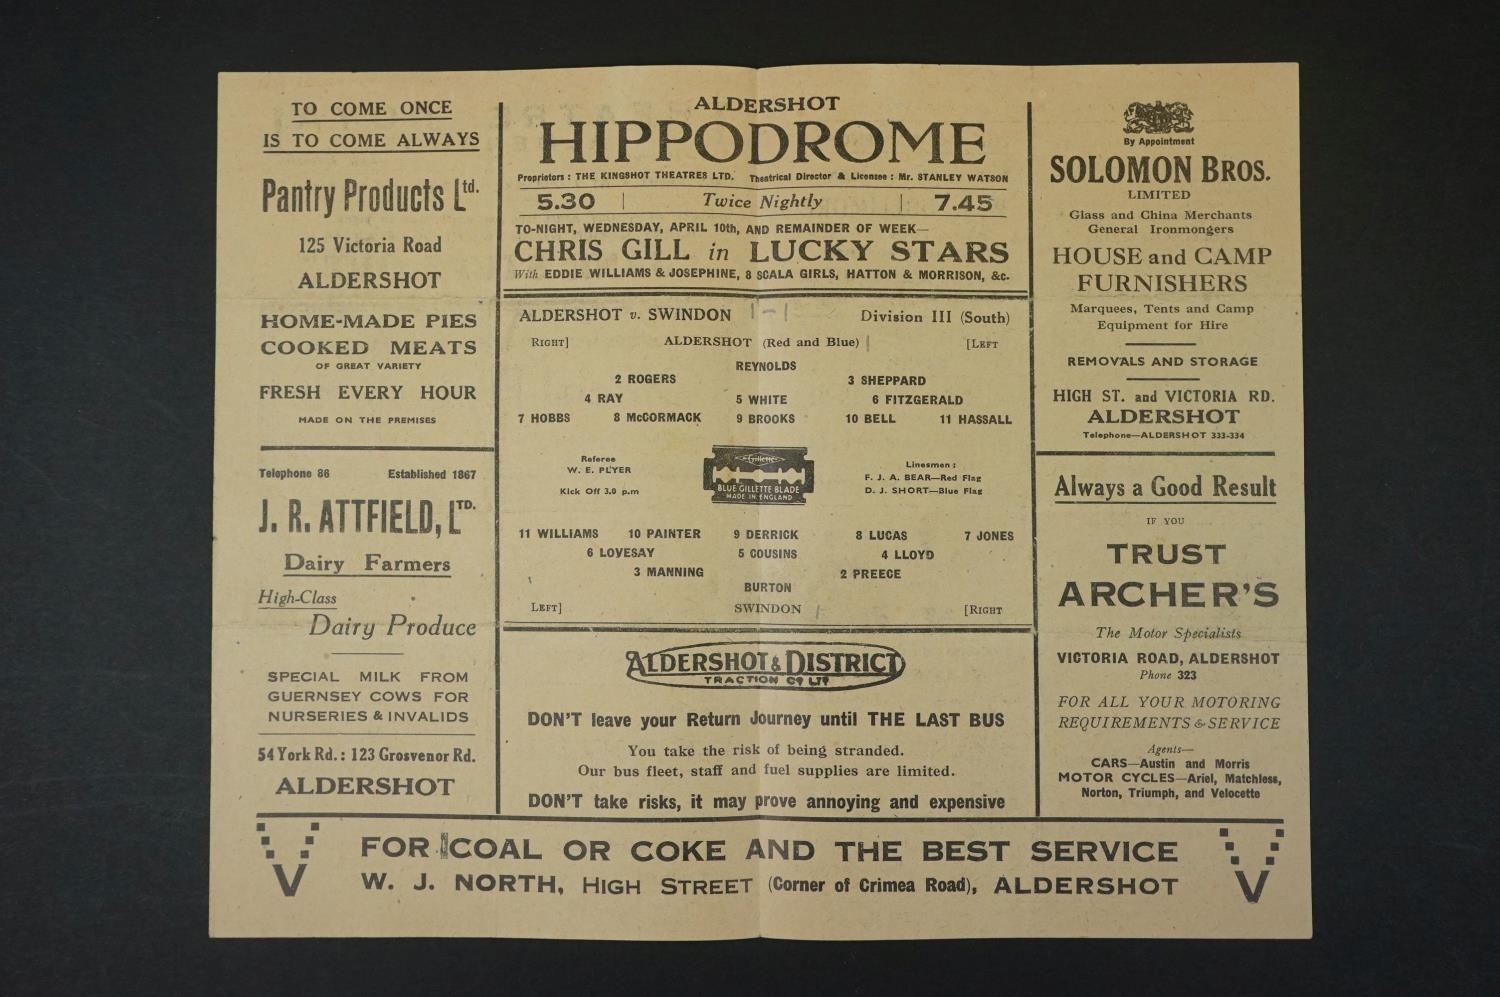 TO COME ONCE
IS TO COME ALWAYS
Pantry Products Ltd.
125 Victoria Road
ALDERSHOT
HOME-MADE PIES
COOKED MEATS
OF GREAT VARIETY
FRESH EVERY HOUR
MADE ON THE PREMISES
Telephone 86 Established 1867
J. R. ATTFIELD, LTD.
Dairy Farmers
High-Class
Dairy Produce
SPECIAL MILK FROM
GUERNSEY COWS FOR
NURSERIES & INVALIDS
54 York Rd.: 123 Grosvenor Rd.
ALDERSHOT
ALDERSHOT
HIPPODROME
Proprietors: THE KINGSHOT THEATRES LTD. Theatrical Director & Licensee: Mr. STANLEY WATSON
5.30 | Twice Nightly | 7.45
TO-NIGHT, WEDNESDAY, APRIL 10th, AND REMAINDER OF WEEK—
CHRIS GILL in LUCKY STARS
With EDDIE WILLIAMS & JOSEPHINE, 8 SCALA GIRLS, HATTON & MORRISON, &c.
ALDERSHOT v. SWINDON 1-1 Division III (South)
RIGHT] ALDERSHOT (Red and Blue) 1 [LEFT
REYNOLDS
2 ROGERS 3 SHEPPARD
4 RAY 5 WHITE 6 FITZGERALD
7 HOBBS 8 McCORMACK 9 BROOKS 10 BELL 11 HASSALL
Referee
W. E. PLYER
Kick Off 3.0 p.m
Gillette
BLUE GILLETTE BLADE
MADE IN ENGLAND
Linesmen:
F. J. A. BEAR—Red Flag
D. J. SHORT—Blue Flag
11 WILLIAMS 10 PAINTER 9 DERRICK 8 LUCAS 7 JONES
6 LOVESAY 5 COUSINS 4 LLOYD
3 MANNING 2 PREECE
BURTON
LEFT] SWINDON 1 [RIGHT
ALDERSHOT & DISTRICT
TRACTION CO LTD
DON'T leave your Return Journey until THE LAST BUS
You take the risk of being stranded.
Our bus fleet, staff and fuel supplies are limited.
DON'T take risks, it may prove annoying and expensive
By Appointment
SOLOMON BROS.
LIMITED
Glass and China Merchants
General Ironmongers
HOUSE and CAMP
FURNISHERS
Marquees, Tents and Camp
Equipment for Hire
REMOVALS AND STORAGE
HIGH ST. and VICTORIA RD.
ALDERSHOT
Telephone—ALDERSHOT 333-334
Always a Good Result
IF YOU
TRUST
ARCHER'S
The Motor Specialists
VICTORIA ROAD, ALDERSHOT
Phone 323
FOR ALL YOUR MOTORING
REQUIREMENTS & SERVICE
Agents—
CARS—Austin and Morris
MOTOR CYCLES—Ariel, Matchless,
Norton, Triumph, and Velocette
V FOR COAL OR COKE AND THE BEST SERVICE V
W. J. NORTH, HIGH STREET (Corner of Crimea Road), ALDERSHOT